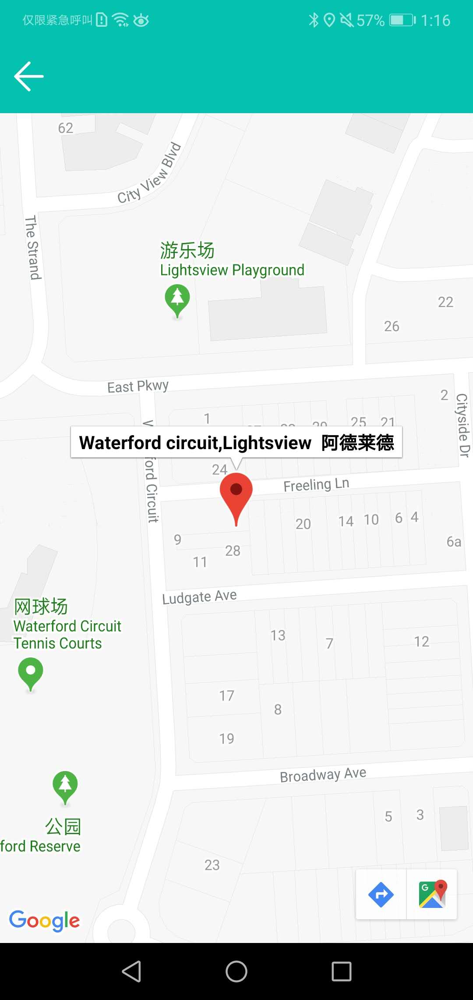 仅限紧急呼叫
57%
1:16
62
City View Blvd
The Strand
游乐场
Lightsview Playground
22
26
East Pkwy
2
Cityside Dr
1
25
21
Waterford circuit,Lightsview 阿德莱德
24
ford Circuit
Freeling Ln
20
14
10
6
4
9
28
11
6a
Ludgate Ave
网球场
Waterford Circuit
Tennis Courts
13
7
12
17
8
19
Broadway Ave
公园
ford Reserve
5
3
23
Google